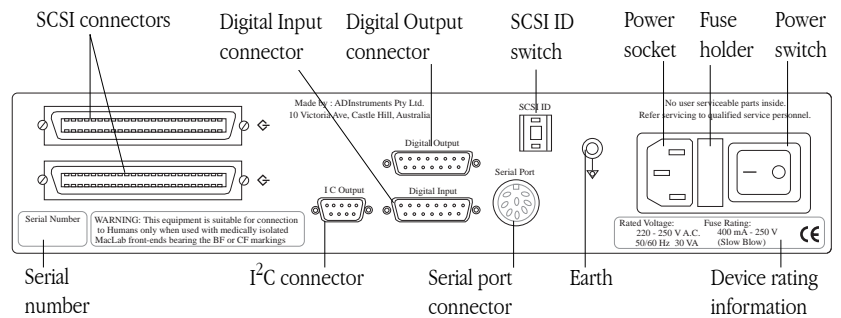 SCSI connectors
Digital Input
connector
Digital Output
connector
SCSI ID
switch
Power
socket
Fuse
holder
Power
switch
Made by : ADInstruments Pty Ltd.
10 Victoria Ave, Castle Hill, Australia
SCSI ID
No user serviceable parts inside.
Refer servicing to qualified service personnel.
Digital Output
I C Output
Digital Input
Serial Port
Serial Number
WARNING: This equipment is suitable for connection
to Humans only when used with medically isolated
MacLab front-ends bearing the BF or CF markings
Rated Voltage:
220 - 250 V A.C.
50/60 Hz 30 VA
Fuse Rating:
400 mA - 250 V
(Slow Blow)
CE
Serial
number
I²C connector
Serial port
connector
Earth
Device rating
information